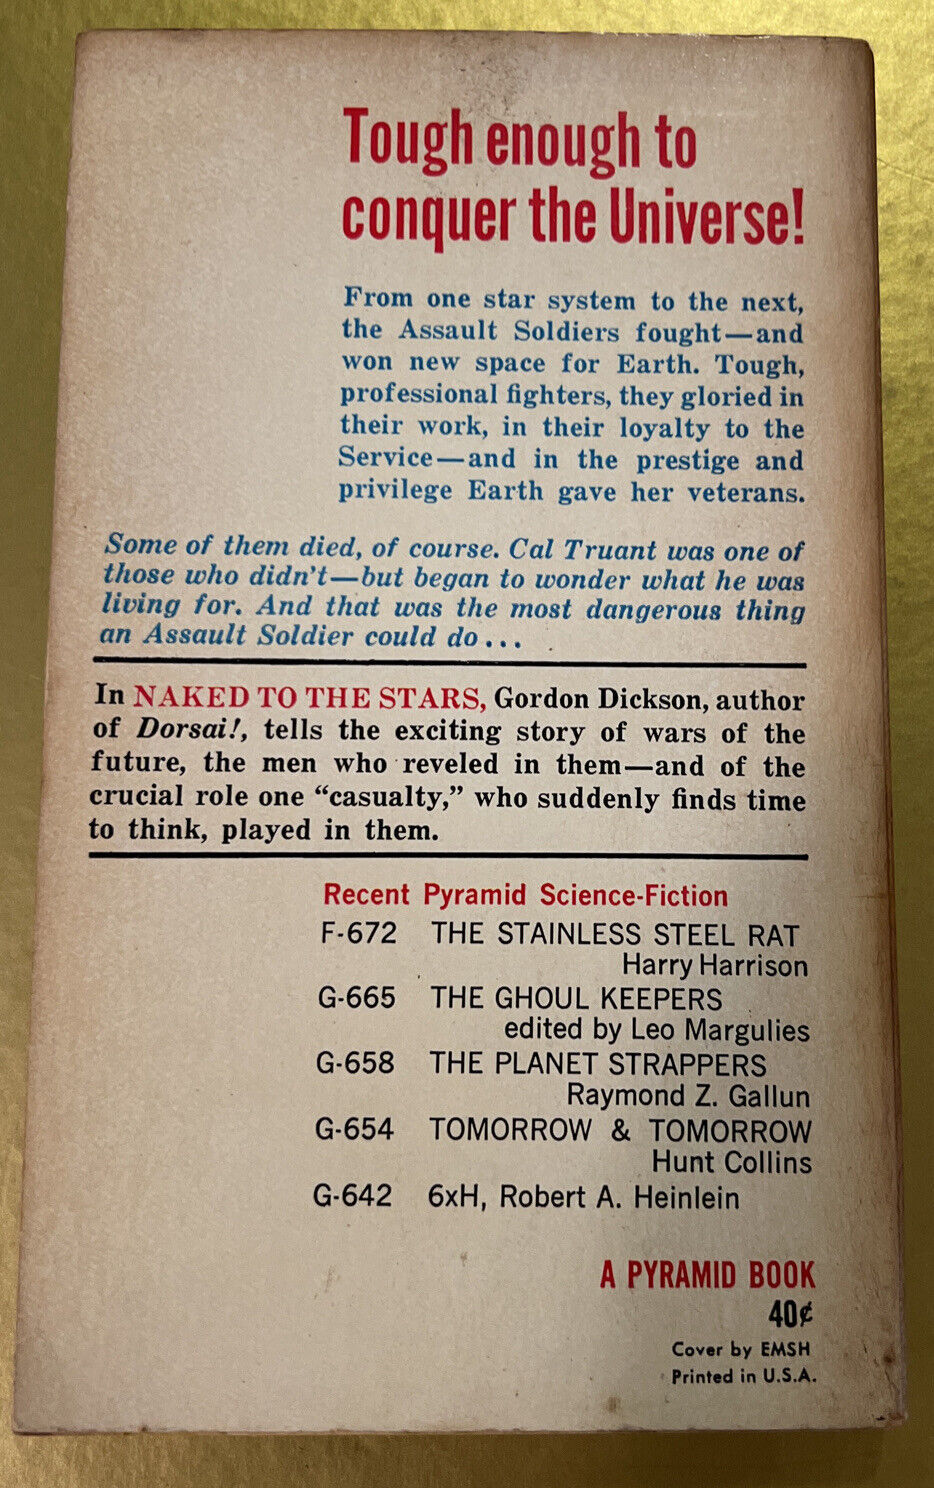 Tough enough to
conquer the Universe!
From one star system to the next,
the Assault Soldiers fought—and
won new space for Earth. Tough,
professional fighters, they gloried in
their work, in their loyalty to the
Service—and in the prestige and
privilege Earth gave her veterans.
Some of them died, of course. Cal Truant was one of
those who didn't—but began to wonder what he was
living for. And that was the most dangerous thing
an Assault Soldier could do...
In NAKED TO THE STARS, Gordon Dickson, author
of Dorsai!, tells the exciting story of wars of the
future, the men who reveled in them—and of the
crucial role one “casualty,” who suddenly finds time
to think, played in them.
Recent Pyramid Science-Fiction
F-672 THE STAINLESS STEEL RAT
Harry Harrison
G-665 THE GHOUL KEEPERS
edited by Leo Margulies
G-658 THE PLANET STRAPPERS
Raymond Z. Gallun
G-654 TOMORROW & TOMORROW
Hunt Collins
G-642 6xH, Robert A. Heinlein
A PYRAMID BOOK
40¢
Cover by EMSH
Printed in U.S.A.